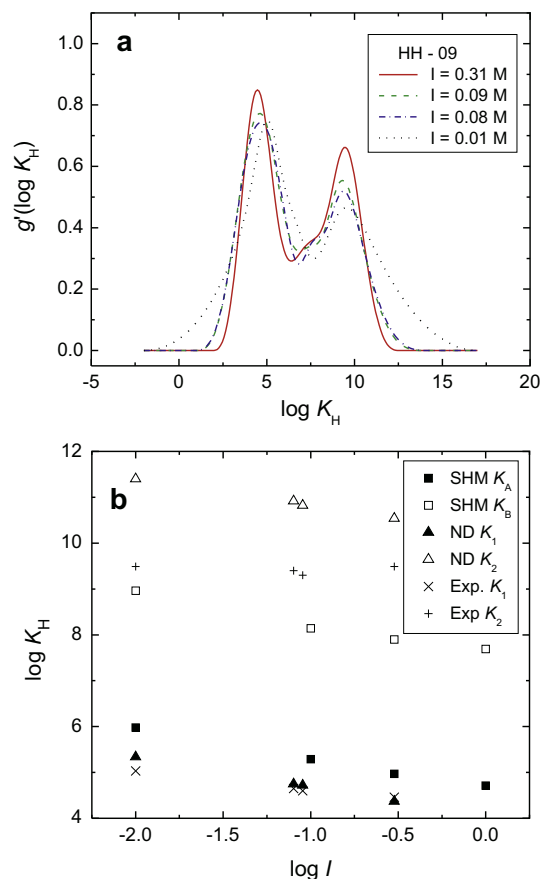 a
HH - 09
I = 0.31 M
I = 0.09 M
I = 0.08 M
I = 0.01 M
g'(log K_H)
1.0
0.8
0.6
0.4
0.2
0.0
-5 0 5 10 15 20
log K_H
b
SHM K_A
SHM K_B
ND K_1
ND K_2
Exp. K_1
Exp K_2
log K_H
12
10
8
6
4
-2.0 -1.5 -1.0 -0.5 0.0
log I